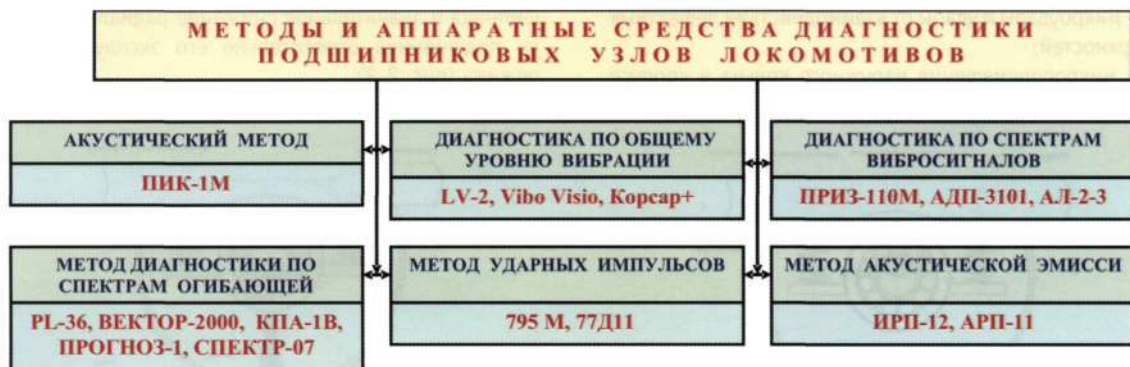 МЕТОДЫ И АППАРАТНЫЕ СРЕДСТВА ДИАГНОСТИКИ
ПОДШИПНИКОВЫХ УЗЛОВ ЛОКОМОТИВОВ
АКУСТИЧЕСКИЙ МЕТОД
ПИК-1М
ДИАГНОСТИКА ПО ОБЩЕМУ
УРОВНЮ ВИБРАЦИИ
LV-2, Vibo Visio, Корсар+
ДИАГНОСТИКА ПО СПЕКТРАМ
ВИБРОСИГНАЛОВ
ПРИЗ-110М, АДП-3101, АЛ-2-3
МЕТОД ДИАГНОСТИКИ ПО
СПЕКТРАМ ОГИБАЮЩЕЙ
PL-36, ВЕКТОР-2000, КПА-1В,
ПРОГНОЗ-1, СПЕКТР-07
МЕТОД УДАРНЫХ ИМПУЛЬСОВ
795 М, 77Д11
МЕТОД АКУСТИЧЕСКОЙ ЭМИССИ
ИРП-12, АРП-11